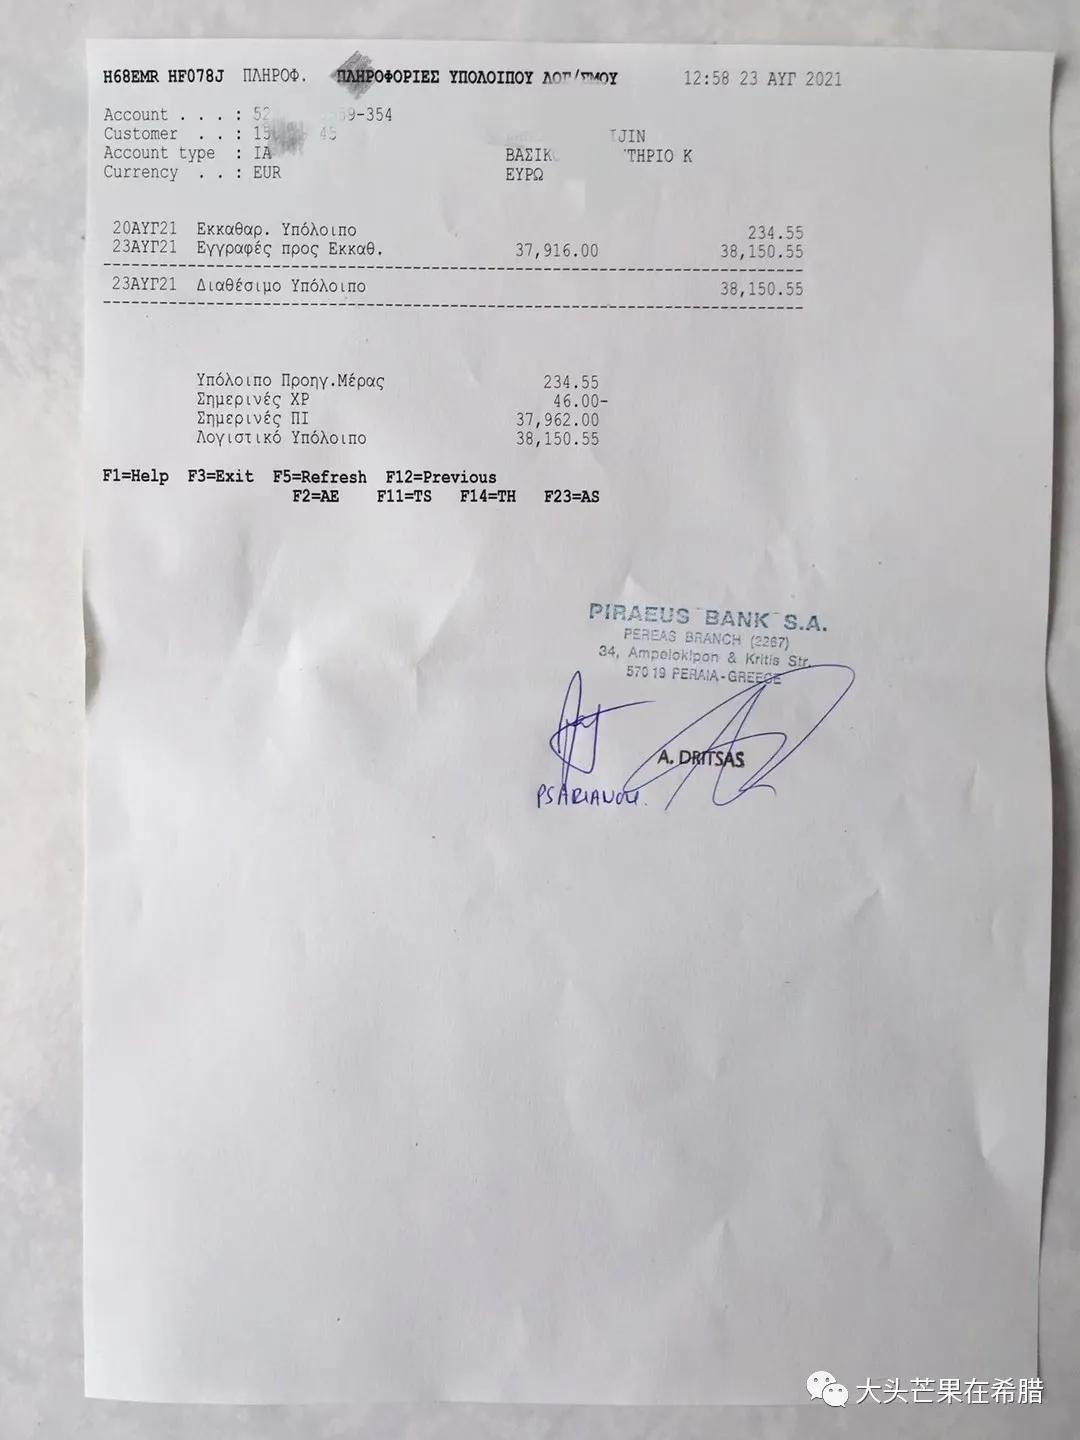 H68EMR HF078J ΠΛΗΡΟΦ. ΠΛΗΡΟΦΟΡΙΕΣ ΥΠΟΛΟΙΠΟΥ 12:58 23 ΑΥΓ 2021
Account . . . : 52 59-354
Customer . . : 15 45
IJIN
Account type : IA ΒΑΣΙΚ ΤΗΡΙΟ Κ
Currency . . : EUR ΕΥΡΩ
20ΑΥΓ21 Εκκαθαρ. Υπόλοιπο 234.55
23ΑΥΓ21 Εγγραφές προς Εκκαθ. 37,916.00 38,150.55
23ΑΥΓ21 Διαθέσιμο Υπόλοιπο 38,150.55
Υπόλοιπο Προηγ.Μέρας 234.55
Σημερινές ΧΡ 46.00-
Σημερινές ΠΙ 37,962.00
Λογιστικό Υπόλοιπο 38,150.55
F1=Help F3=Exit F5=Refresh F12=Previous
F2=AE F11=TS F14=TH F23=AS
PIRAEUS BANK S.A.
PEREAS BRANCH (2267)
34, Ampelokipon & Kritis Str.
570 19 PERAIA-GREECE
A. DRITSAS
PSARIANOU.
大头芒果在希腊